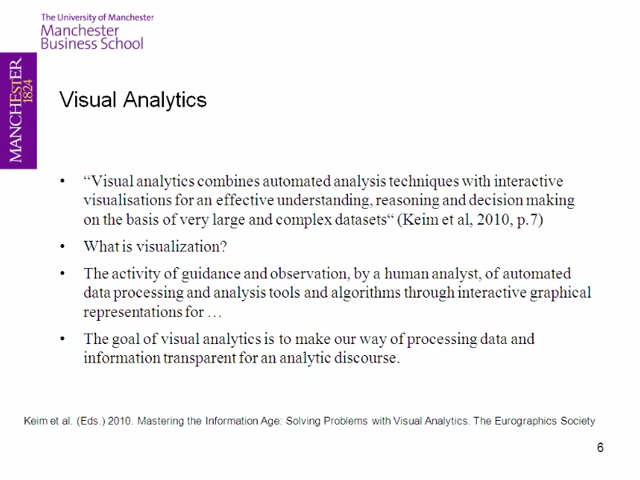 The University of Manchester
Manchester
Business School
MANCHESTER
1824
Visual Analytics
• “Visual analytics combines automated analysis techniques with interactive
visualisations for an effective understanding, reasoning and decision making
on the basis of very large and complex datasets“ (Keim et al, 2010, p.7)
• What is visualization?
• The activity of guidance and observation, by a human analyst, of automated
data processing and analysis tools and algorithms through interactive graphical
representations for …
• The goal of visual analytics is to make our way of processing data and
information transparent for an analytic discourse.
Keim et al. (Eds.) 2010. Mastering the Information Age: Solving Problems with Visual Analytics. The Eurographics Society
6